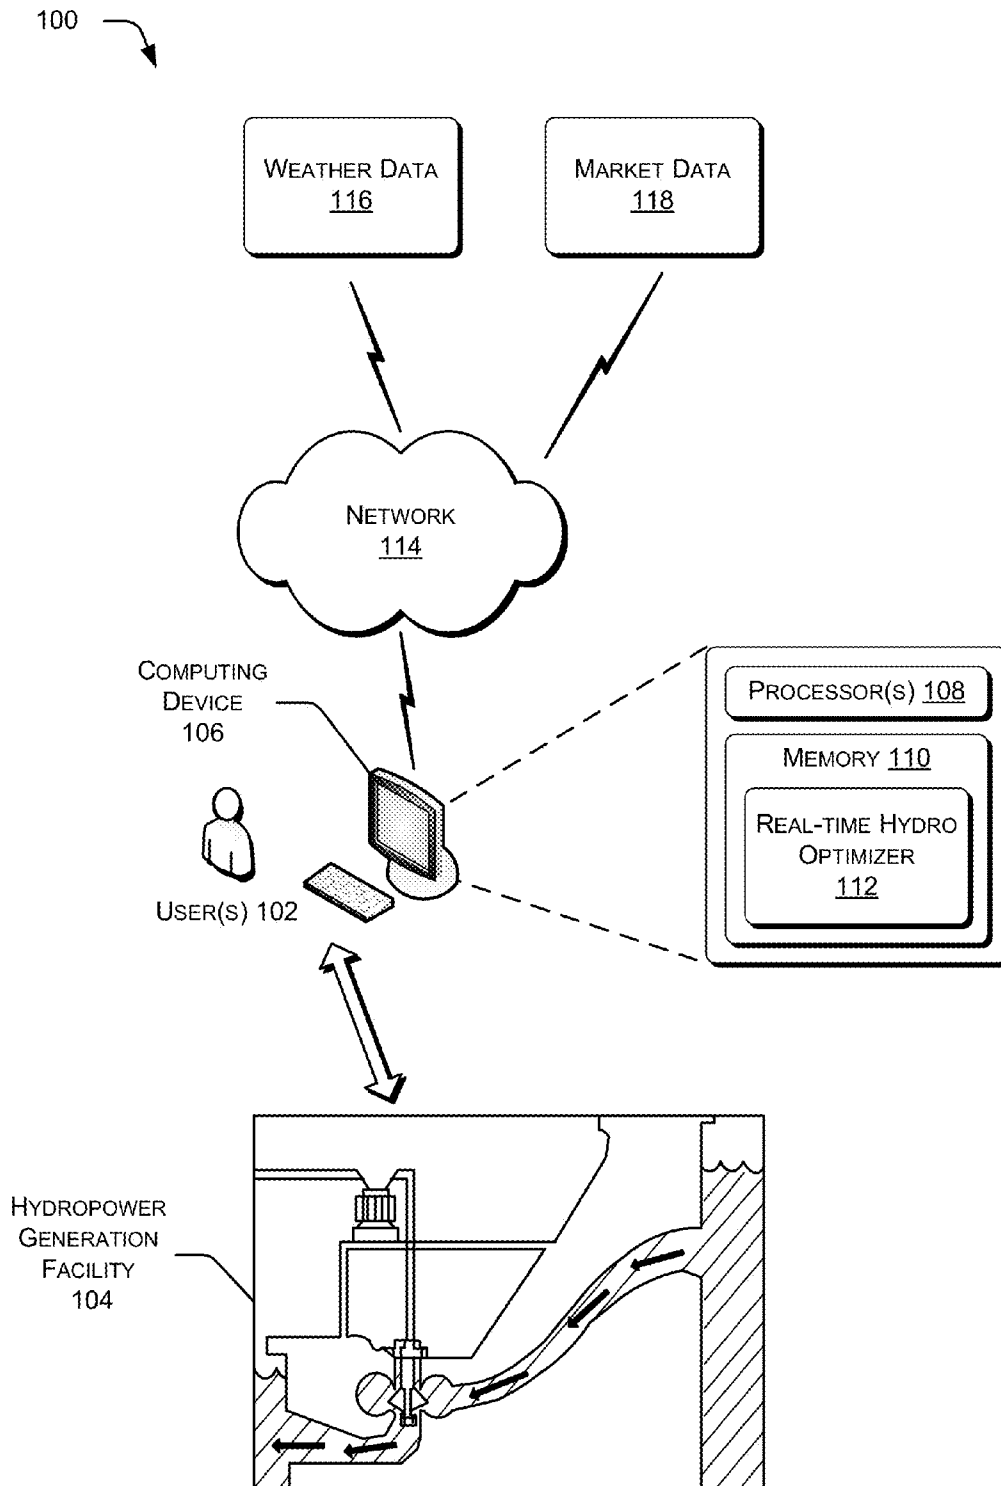 100
WEATHER DATA
116
MARKET DATA
118
NETWORK
114
COMPUTING
DEVICE
106
PROCESSOR(S) 108
MEMORY 110
REAL-TIME HYDRO
OPTIMIZER
112
USER(S) 102
HYDROPOWER
GENERATION
FACILITY
104